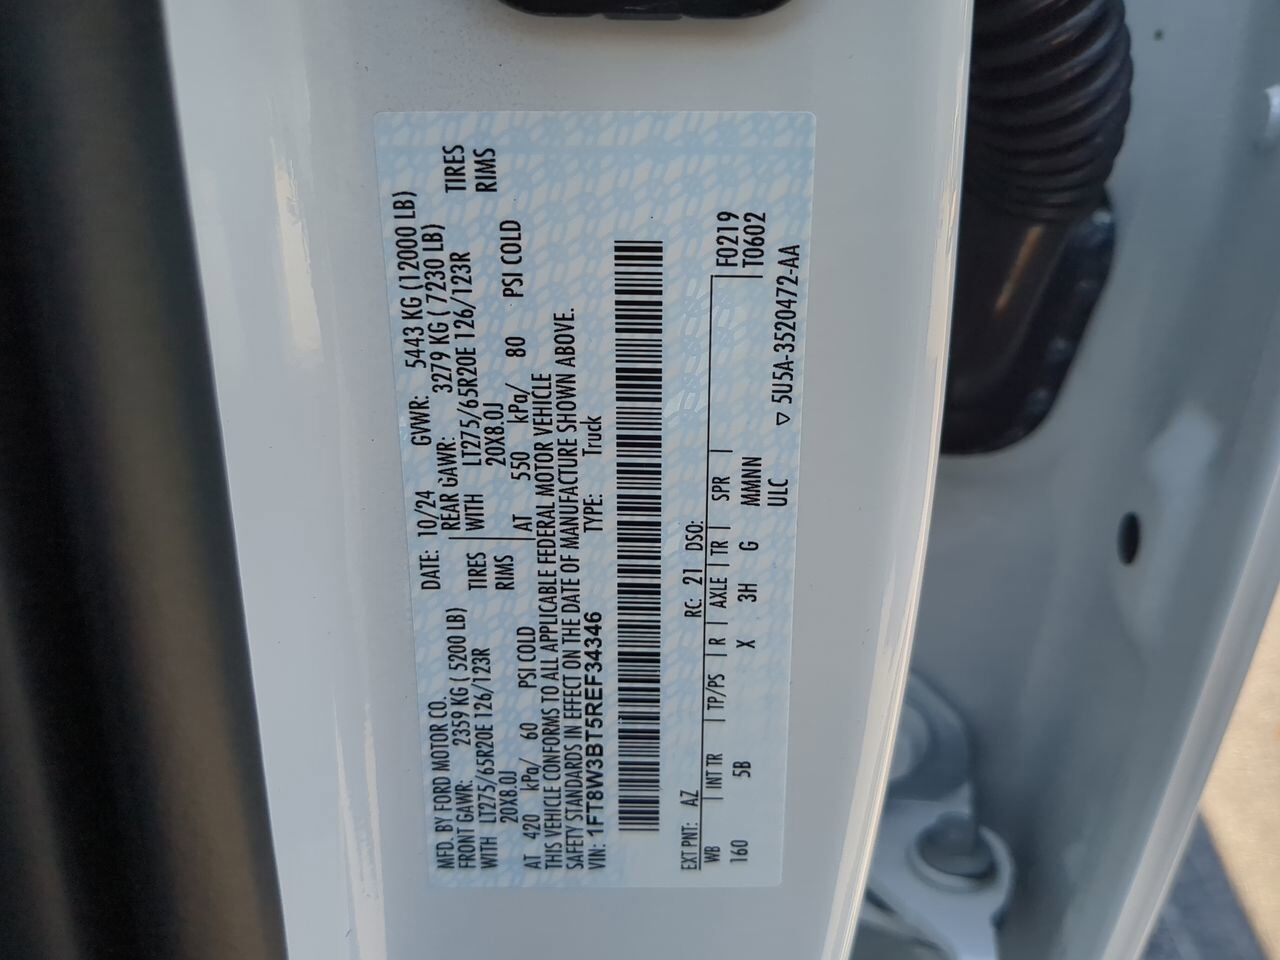 MFD. BY FORD MOTOR CO.
DATE: 10/24 GVWR: 5443 KG (12000 LB)
FRONT GAWR: 2359 KG ( 5200 LB)
REAR GAWR: 3279 KG ( 7230 LB)
WITH LT275/65R20E 126/123R TIRES
WITH LT275/65R20E 126/123R TIRES
20X8.0J RIMS
20X8.0J RIMS
AT 420 kPa/ 60 PSI COLD
AT 550 kPa/ 80 PSI COLD
THIS VEHICLE CONFORMS TO ALL APPLICABLE FEDERAL MOTOR VEHICLE
SAFETY STANDARDS IN EFFECT ON THE DATE OF MANUFACTURE SHOWN ABOVE.
VIN: 1FT8W3BT5REF34346 TYPE: Truck
EXT PNT: AZ RC: 21 DSO: F0219
WB INT TR TP/PS R AXLE TR SPR T0602
160 5B X 3H G MMNNN
ULC ▽ 5U5A-3520472-AA